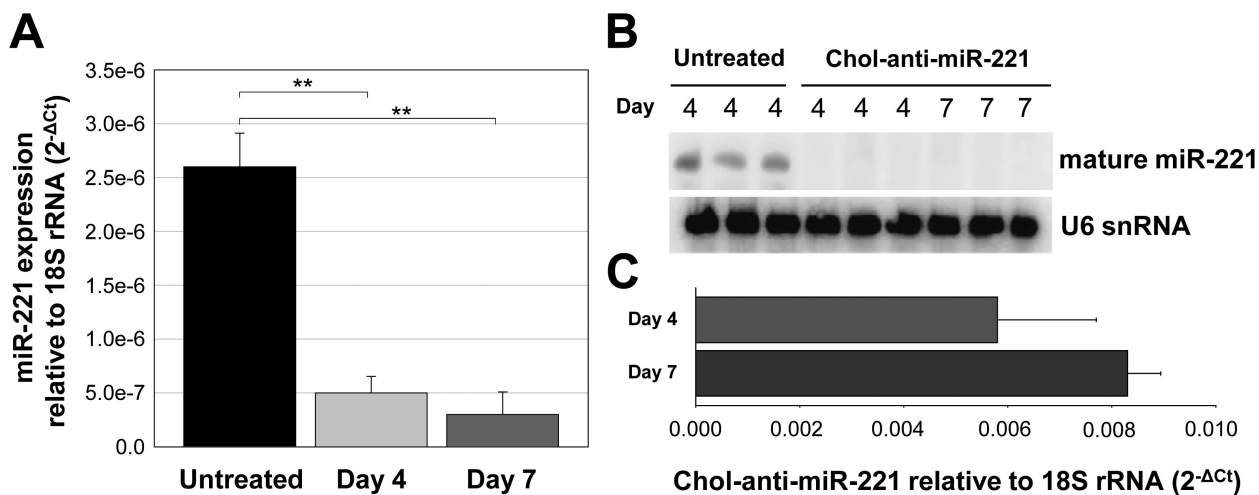 A
miR-221 expression
relative to 18S rRNA (2-ΔCt)
3.5e-6
3.0e-6
2.5e-6
2.0e-6
1.5e-6
1.0e-6
5.0e-7
0.0
**
**
Untreated Day 4 Day 7
B
Untreated Chol-anti-miR-221
Day 4 4 4 4 4 4 7 7 7
mature miR-221
U6 snRNA
C
Day 4
Day 7
0.000 0.002 0.004 0.006 0.008 0.010
Chol-anti-miR-221 relative to 18S rRNA (2-ΔCt)